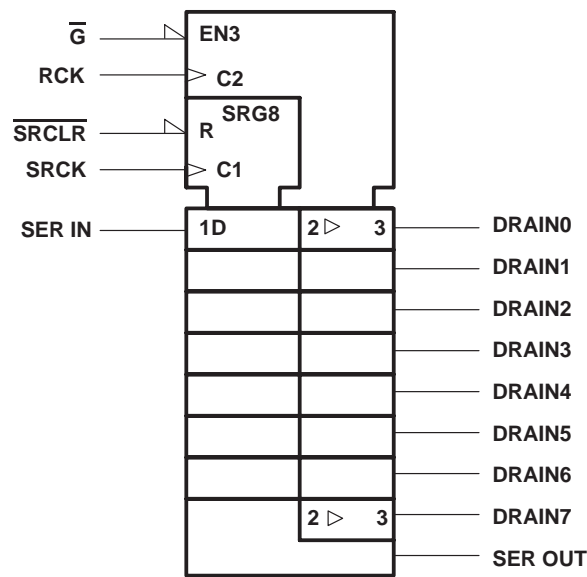 G̅ EN3
RCK C2
SRG8
S̅R̅C̅L̅R̅ R
SRCK C1
SER IN 1D 2 3 DRAIN0
DRAIN1
DRAIN2
DRAIN3
DRAIN4
DRAIN5
DRAIN6
2 3 DRAIN7
SER OUT